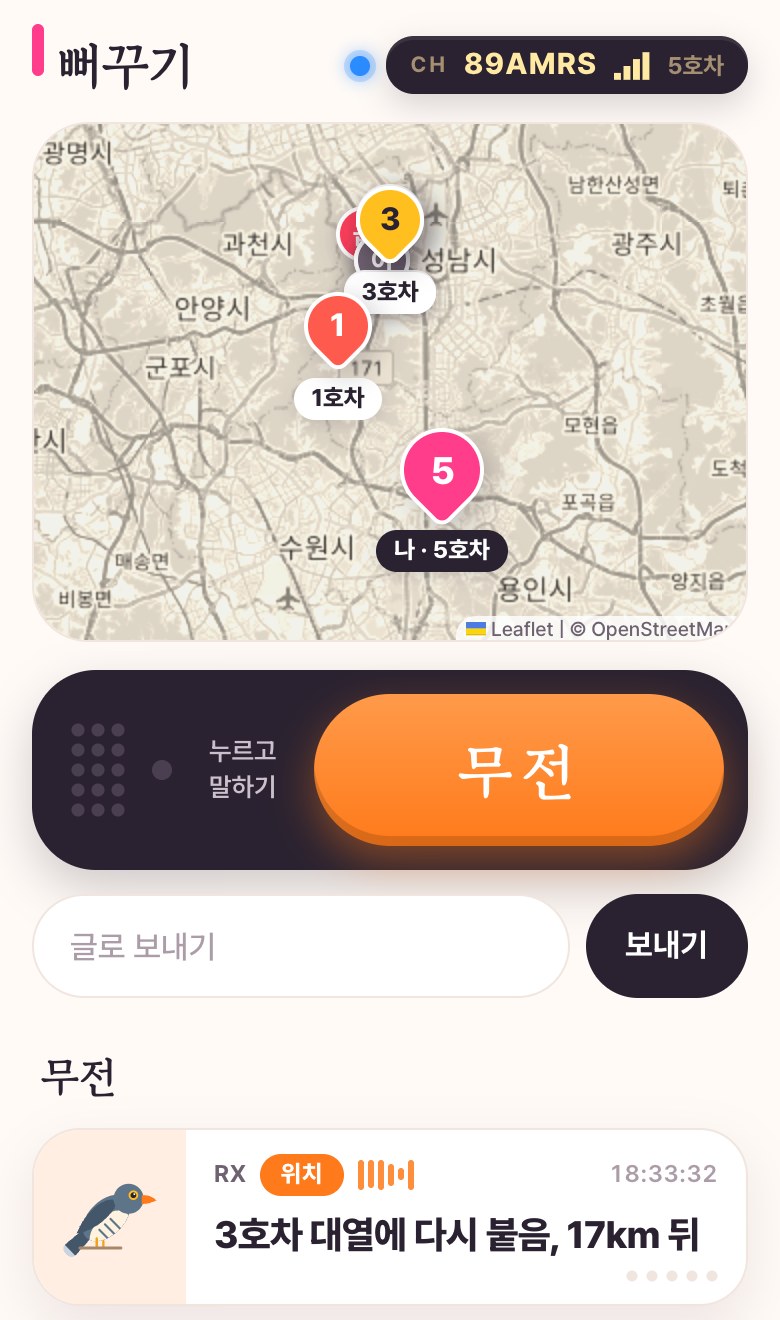 뻐꾸기
CH 89AMRS 5호차
광명시
남한산성면
과천시
성남시
광주시
3
3호차
안양시
초월읍
1
군포시
171
1호차
모현읍
5
포곡읍
수원시
나 · 5호차
매송면
용인시
양지읍
비봉면
Leaflet | © OpenStreetMap
누르고
말하기
무전
글로 보내기
보내기
무전
RX 위치 18:33:32
3호차 대열에 다시 붙음, 17km 뒤